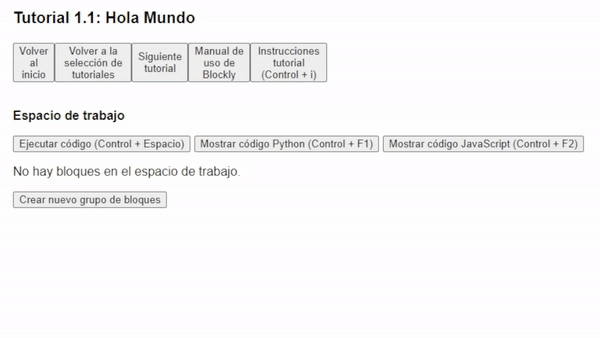 Tutorial 1.1: Hola Mundo
Volver al inicio
Volver a la selección de tutoriales
Siguiente tutorial
Manual de uso de Blockly
Instrucciones tutorial (Control + i)
Espacio de trabajo
Ejecutar código (Control + Espacio) Mostrar código Python (Control + F1) Mostrar código JavaScript (Control + F2)
No hay bloques en el espacio de trabajo.
Crear nuevo grupo de bloques